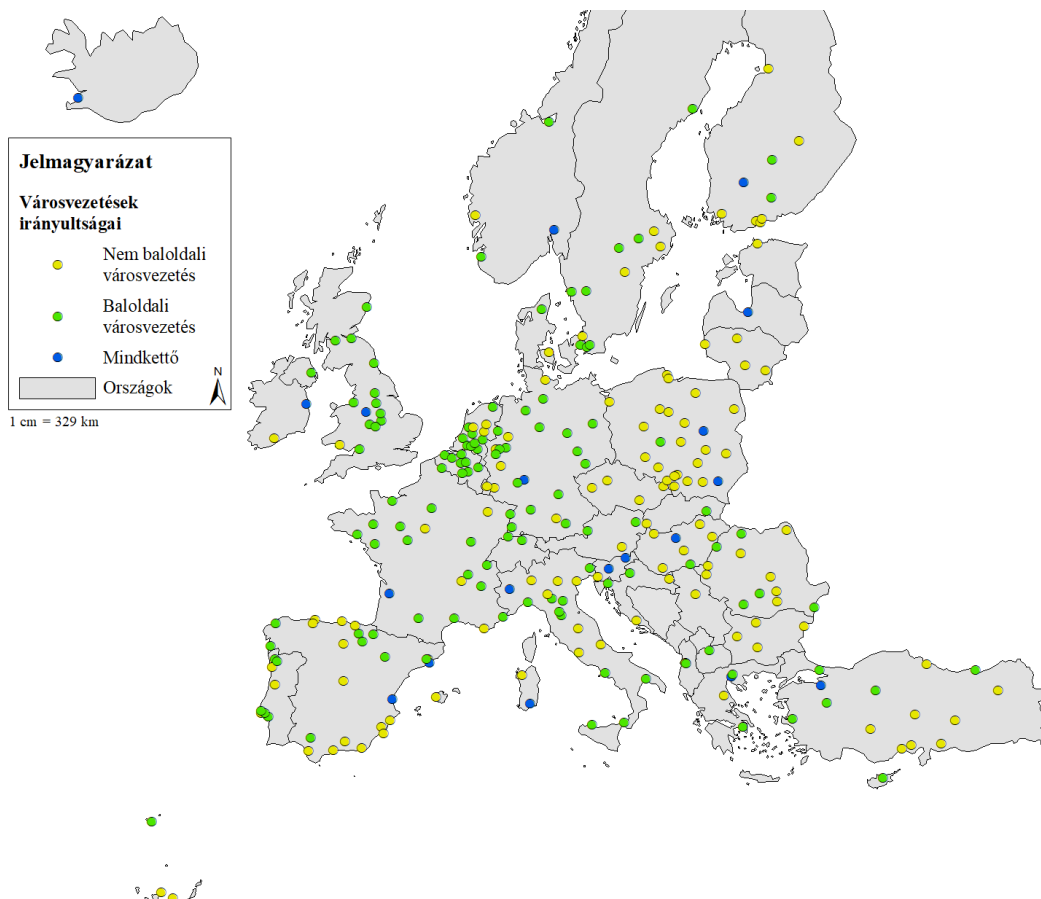 Jelmagyarázat
Városvezetések
irányultságai
Nem baloldali
városvezetés
Baloldali
városvezetés
Mindkettő
Országok
N
1 cm = 329 km